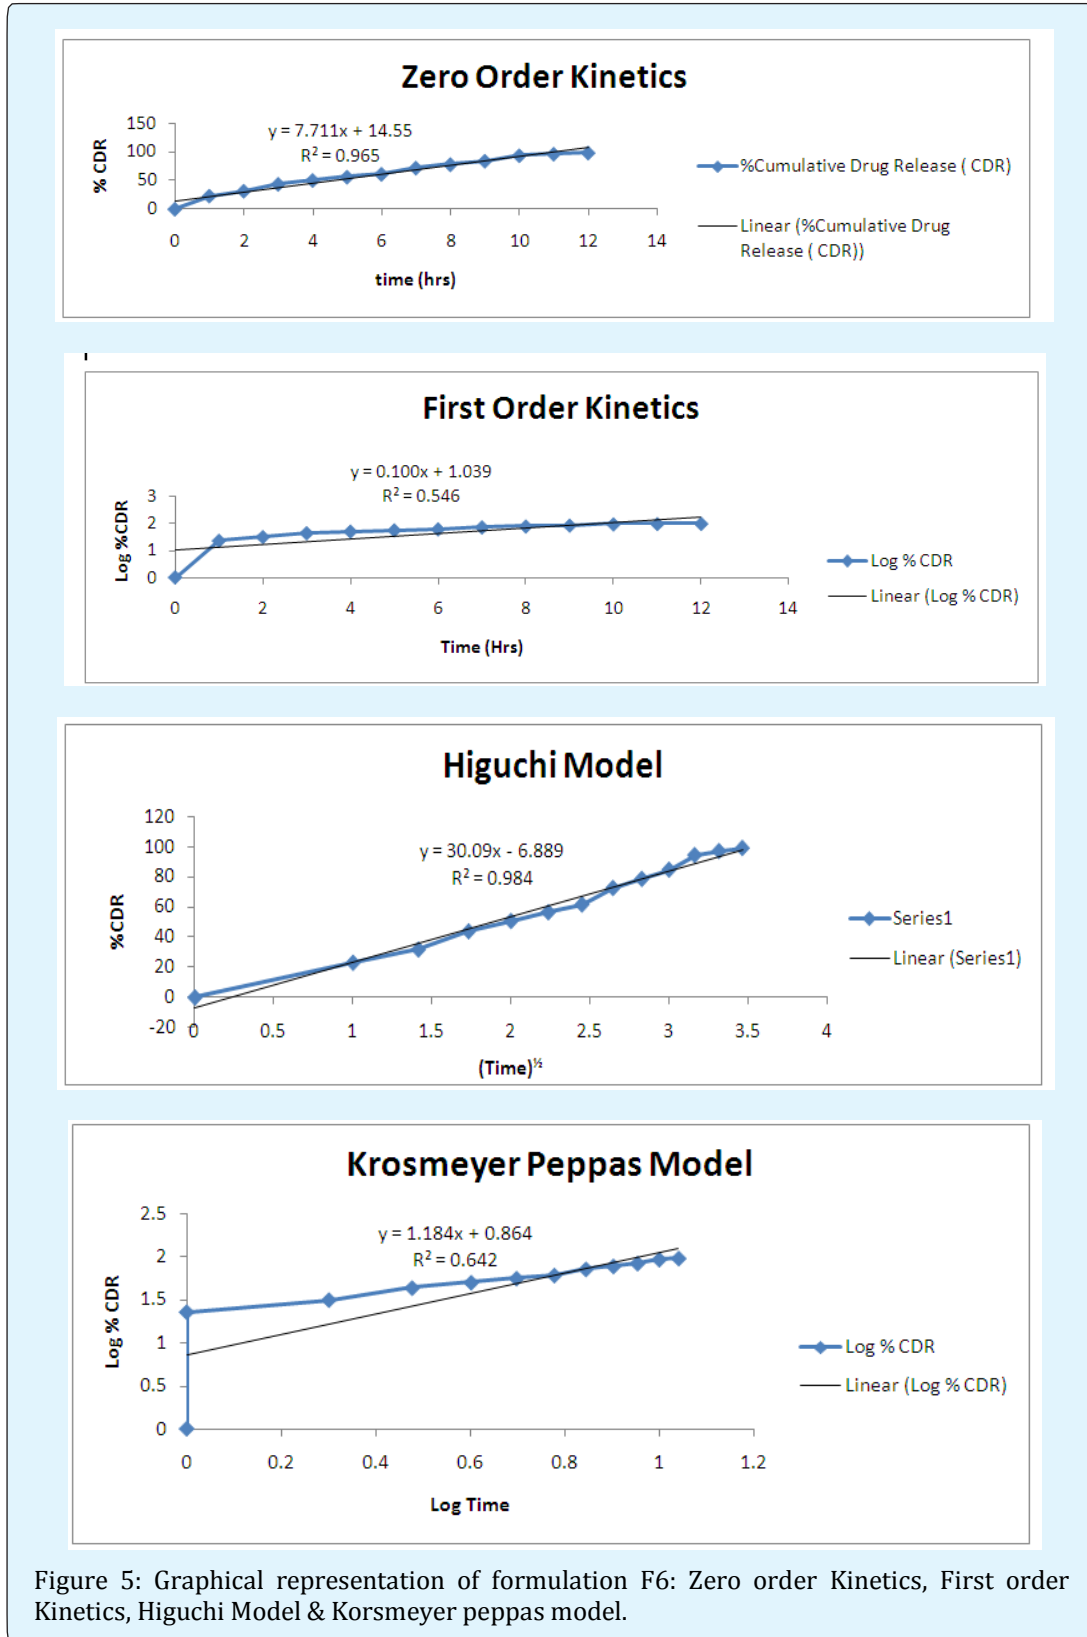 Zero Order Kinetics
y = 7.711x + 14.55
R² = 0.965
150
100
50
0
% CDR
0 2 4 6 8 10 12 14
time (hrs)
%Cumulative Drug Release ( CDR)
Linear (%Cumulative Drug
Release ( CDR))
First Order Kinetics
y = 0.100x + 1.039
R² = 0.546
3
2
1
0
Log %CDR
0 2 4 6 8 10 12 14
Time (Hrs)
Log % CDR
Linear (Log % CDR)
Higuchi Model
y = 30.09x - 6.889
R² = 0.984
120
100
80
60
40
20
0
-20
%CDR
0 0.5 1 1.5 2 2.5 3 3.5 4
(Time)½
Series1
Linear (Series1)
Krosmeyer Peppas Model
y = 1.184x + 0.864
R² = 0.642
2.5
2
1.5
1
0.5
0
Log % CDR
0 0.2 0.4 0.6 0.8 1 1.2
Log Time
Log % CDR
Linear (Log % CDR)
Figure 5: Graphical representation of formulation F6: Zero order Kinetics, First order
Kinetics, Higuchi Model & Korsmeyer peppas model.